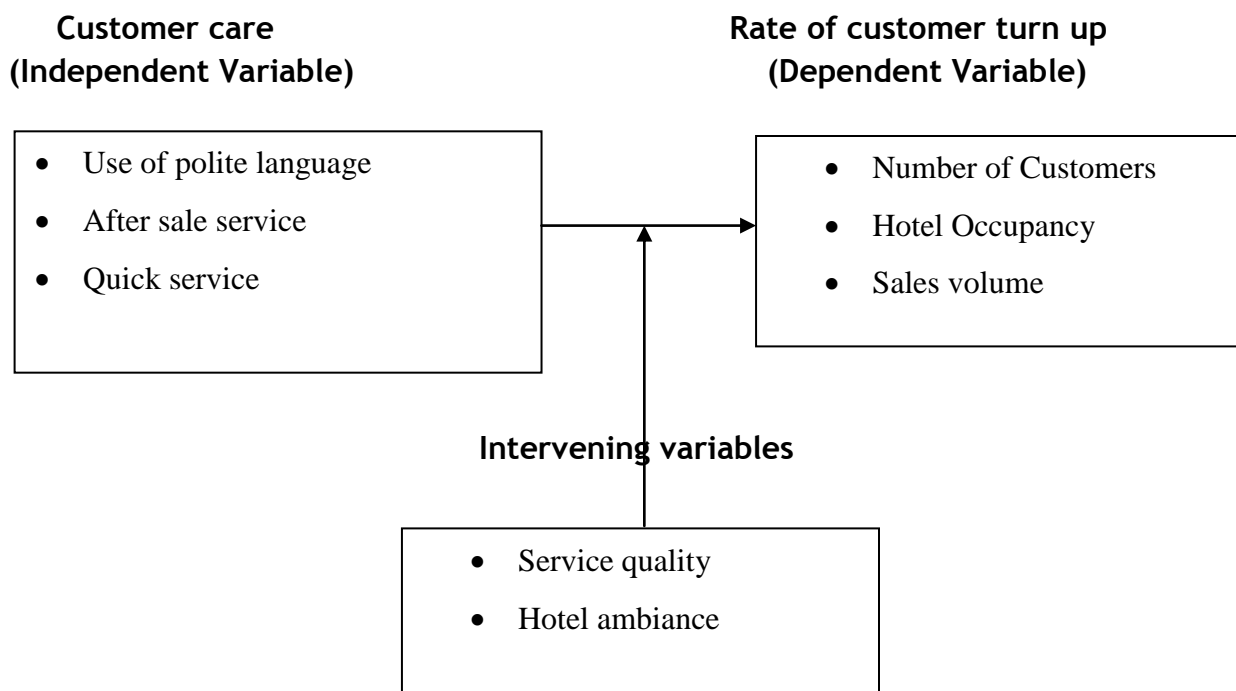 Customer care
(Independent Variable)
Rate of customer turn up
(Dependent Variable)
• Use of polite language
• After sale service
• Quick service
• Number of Customers
• Hotel Occupancy
• Sales volume
Intervening variables
• Service quality
• Hotel ambiance